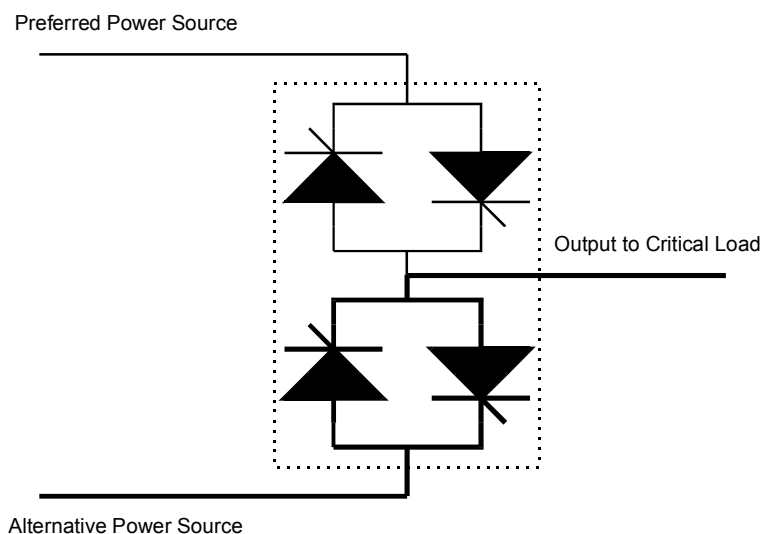 Preferred Power Source
Output to Critical Load
Alternative Power Source